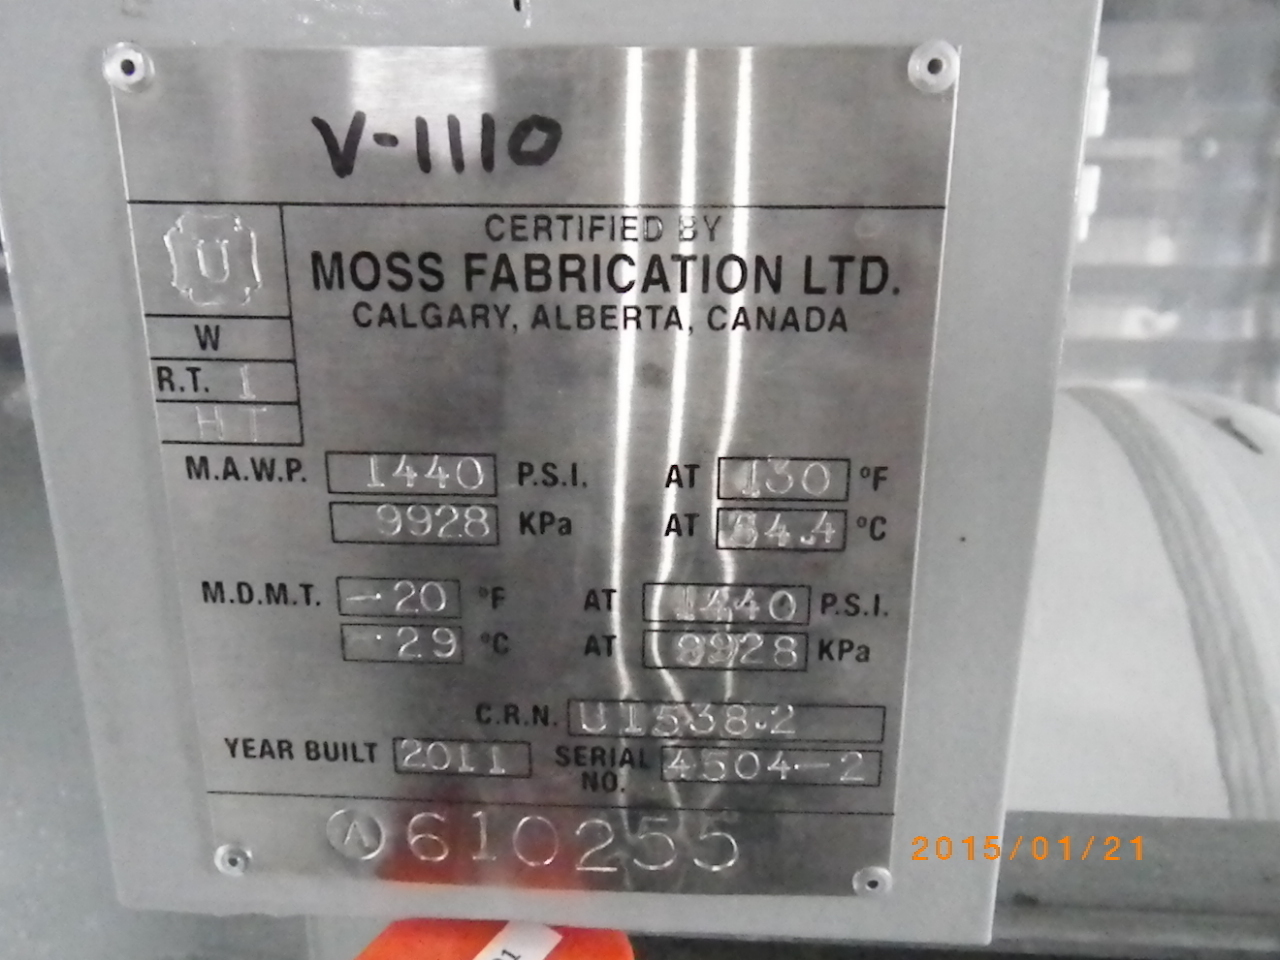 V-1110
U
CERTIFIED BY
MOSS FABRICATION LTD.
CALGARY, ALBERTA, CANADA
W
R.T. 1
HT
M.A.W.P. 1440 P.S.I. AT 130 °F
9928 KPa AT 54.4 °C
M.D.M.T. -20 °F AT 1440 P.S.I.
-29 °C AT 9928 KPa
C.R.N. U1538.2
YEAR BUILT 2011 SERIAL NO. 4504-2
A 610255
2015/01/21